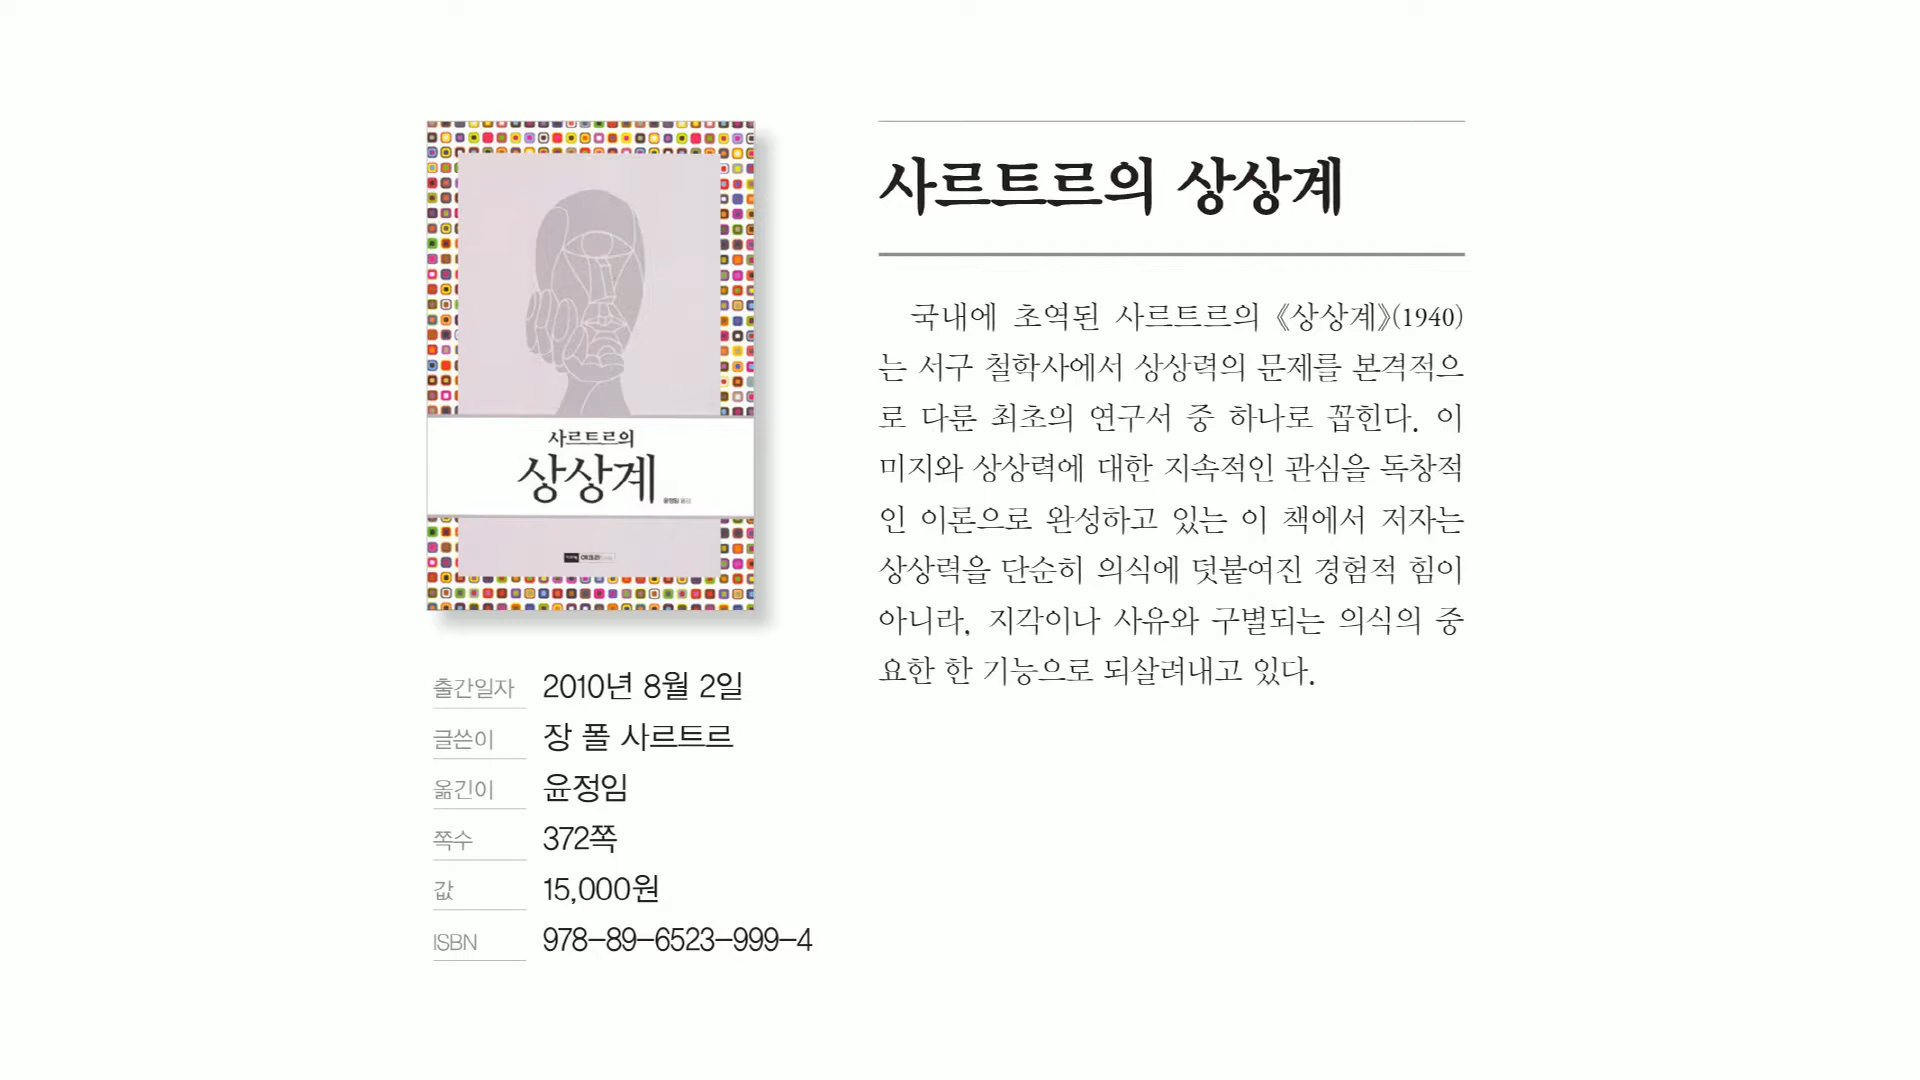 사르트르의
상상계
윤정임 옮김
출간일자 2010년 8월 2일
글쓴이 장 폴 사르트르
옮긴이 윤정임
쪽수 372쪽
값 15,000원
ISBN 978-89-6523-999-4
사르트르의 상상계
국내에 초역된 사르트르의 《상상계》(1940)
는 서구 철학사에서 상상력의 문제를 본격적으
로 다룬 최초의 연구서 중 하나로 꼽힌다. 이
미지와 상상력에 대한 지속적인 관심을 독창적
인 이론으로 완성하고 있는 이 책에서 저자는
상상력을 단순히 의식에 덧붙여진 경험적 힘이
아니라, 지각이나 사유와 구별되는 의식의 중
요한 한 기능으로 되살려내고 있다.